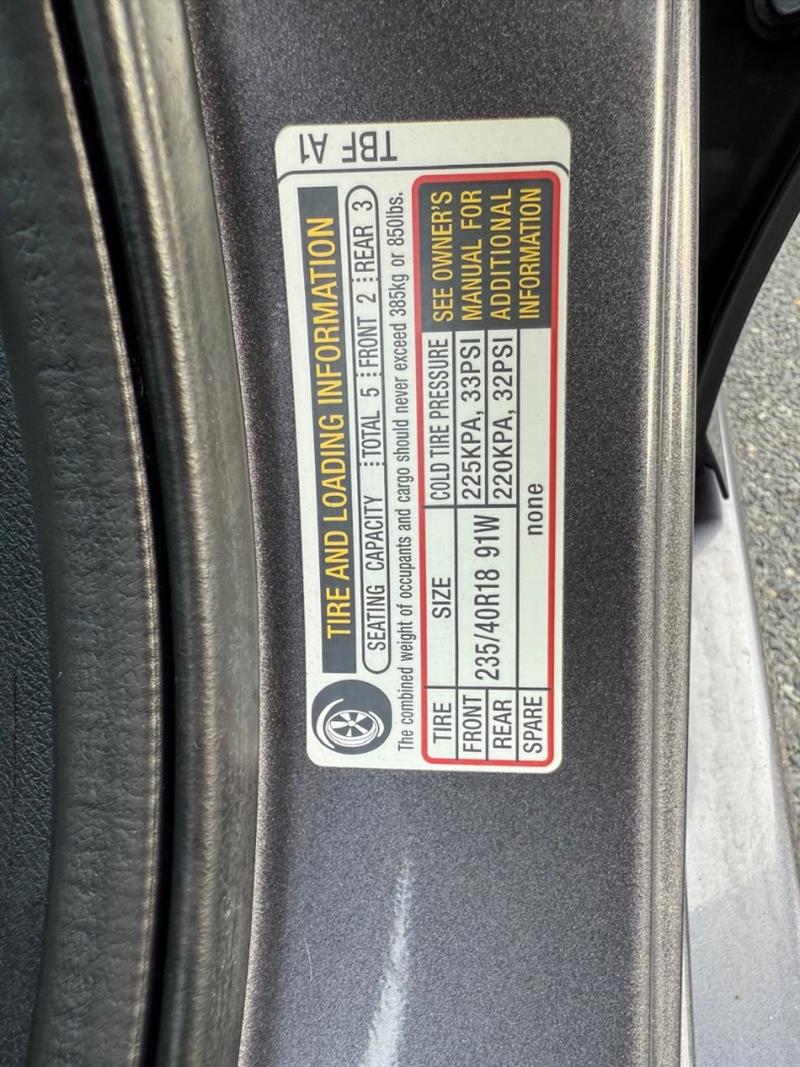 TBF A1
TIRE AND LOADING INFORMATION
SEATING CAPACITY TOTAL 5 FRONT 2 REAR 3
The combined weight of occupants and cargo should never exceed 385kg or 850lbs.
TIRE SIZE COLD TIRE PRESSURE
FRONT 235/40R18 91W 225KPA, 33PSI
REAR 220KPA, 32PSI
SPARE none
SEE OWNER'S
MANUAL FOR
ADDITIONAL
INFORMATION